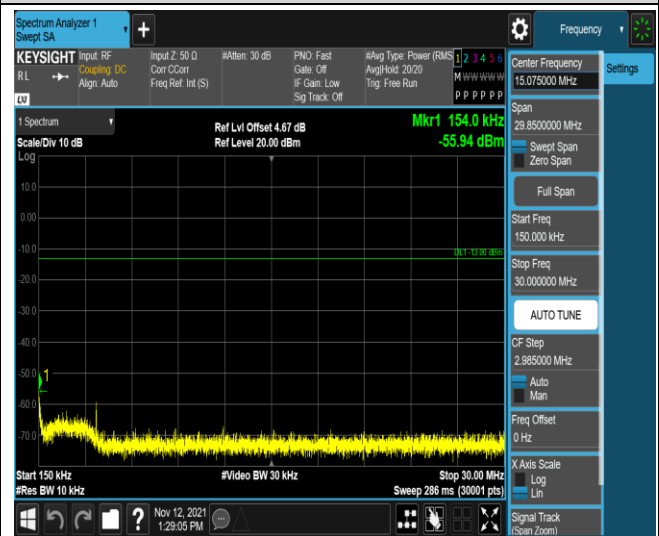 Spectrum Analyzer 1
Swept SA
+
Frequency
KEYSIGHT
RL
LXI
Input: RF
Coupling: DC
Align: Auto
Input Z: 50 Ω
Corr CCorr
Freq Ref: Int (S)
#Atten: 30 dB
PNO: Fast
Gate: Off
IF Gain: Low
Sig Track: Off
#Avg Type: Power (RMS
Avg|Hold: 20/20
Trig: Free Run
1 2 3 4 5 6
M W W W W W
P P P P P P
Center Frequency
15.075000 MHz
Settings
Span
29.8500000 MHz
Swept Span
Zero Span
Full Span
Start Freq
150.000 kHz
Stop Freq
30.000000 MHz
AUTO TUNE
CF Step
2.985000 MHz
Auto
Man
Freq Offset
0 Hz
X Axis Scale
Log
Lin
Signal Track
(Span Zoom)
1 Spectrum
Scale/Div 10 dB
Log
Ref Lvl Offset 4.67 dB
Ref Level 20.00 dBm
Mkr1 154.0 kHz
-55.94 dBm
10.0
0.00
-10.0
DL1 -13.00 dBm
-20.0
-30.0
-40.0
-50.0
1
-60.0
-70.0
Start 150 kHz
#Res BW 10 kHz
#Video BW 30 kHz
Stop 30.00 MHz
Sweep 286 ms (30001 pts)
?
Nov 12, 2021
1:29:05 PM